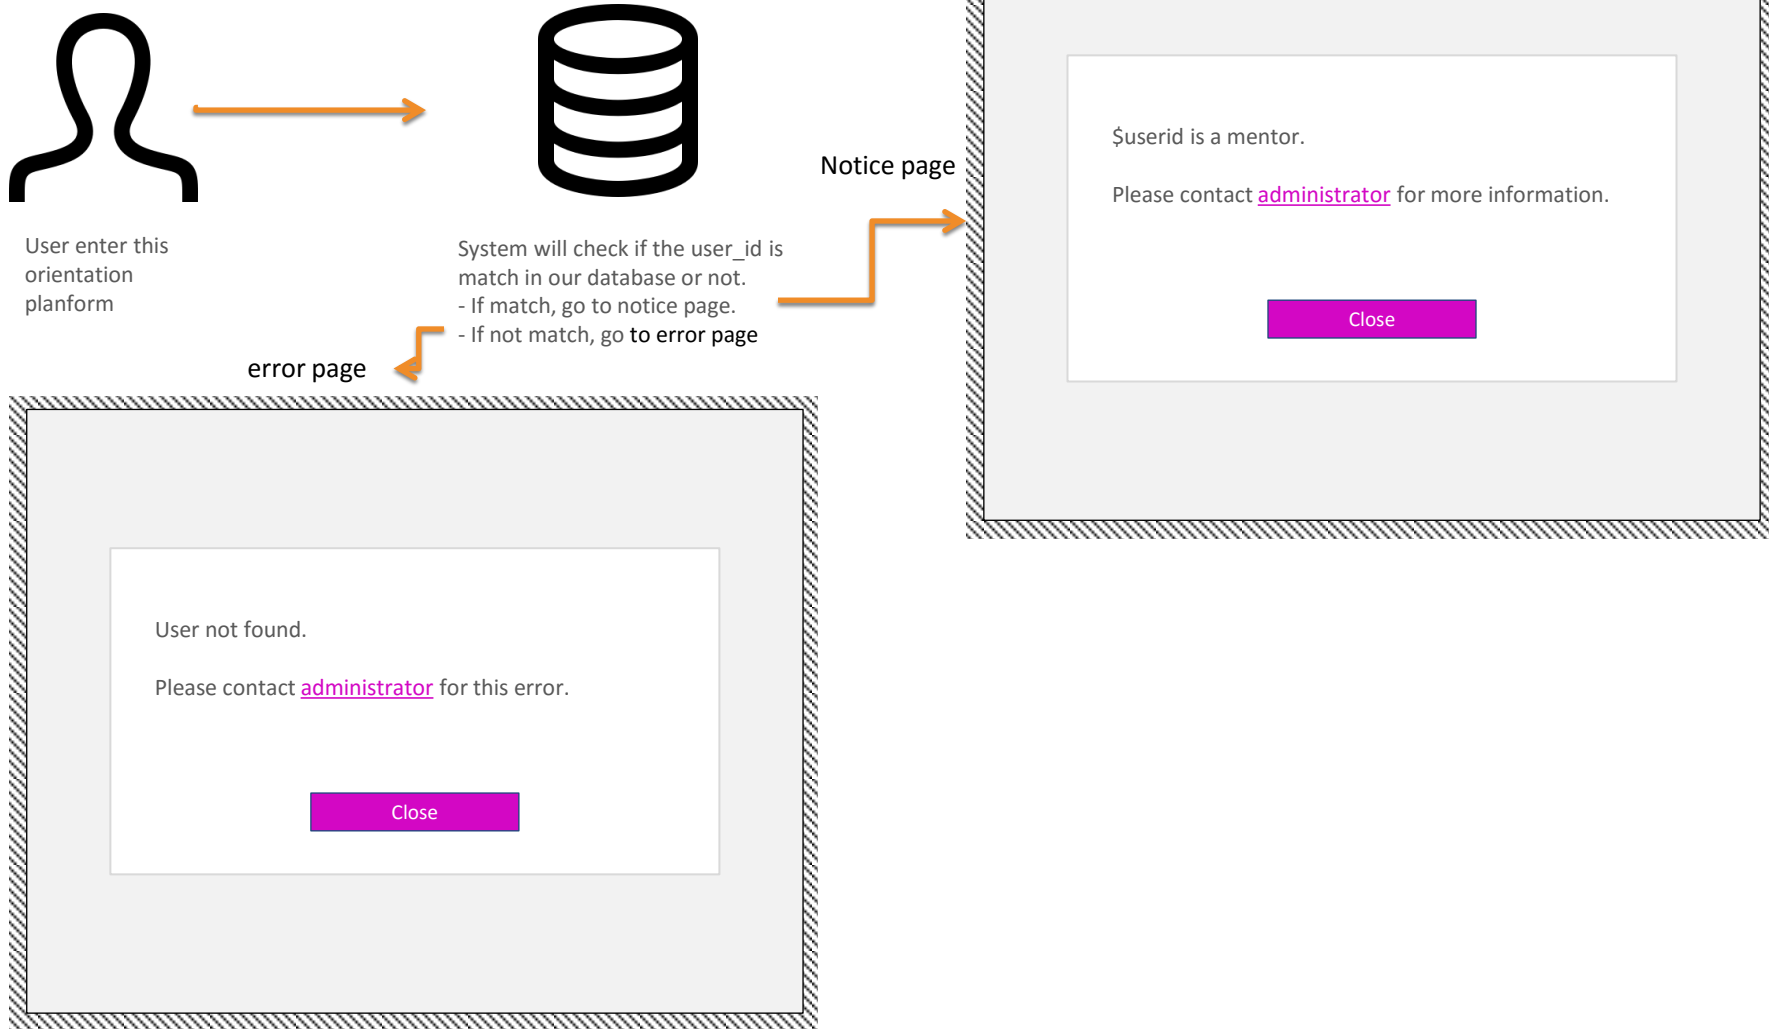 User enter this
orientation
planform
System will check if the user_id is
match in our database or not.
- If match, go to notice page.
- If not match, go to error page
Notice page
$userid is a mentor.
Please contact administrator for more information.
Close
error page
User not found.
Please contact administrator for this error.
Close